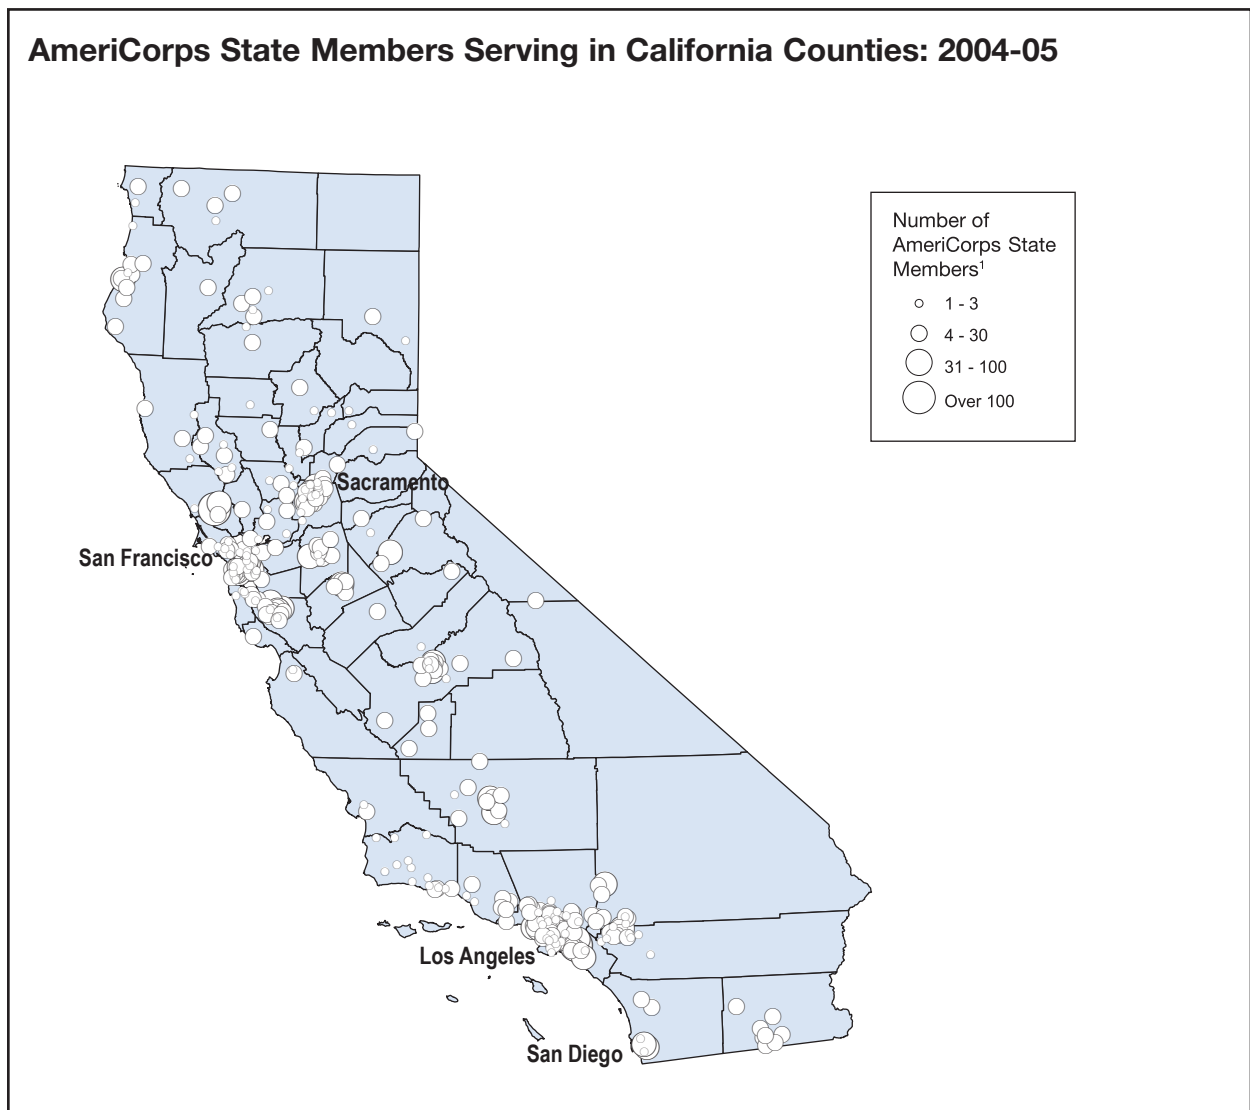 AmeriCorps State Members Serving in California Counties: 2004-05
Number of
AmeriCorps State
Members¹
1 - 3
4 - 30
31 - 100
Over 100
Sacramento
San Francisco
Los Angeles
San Diego